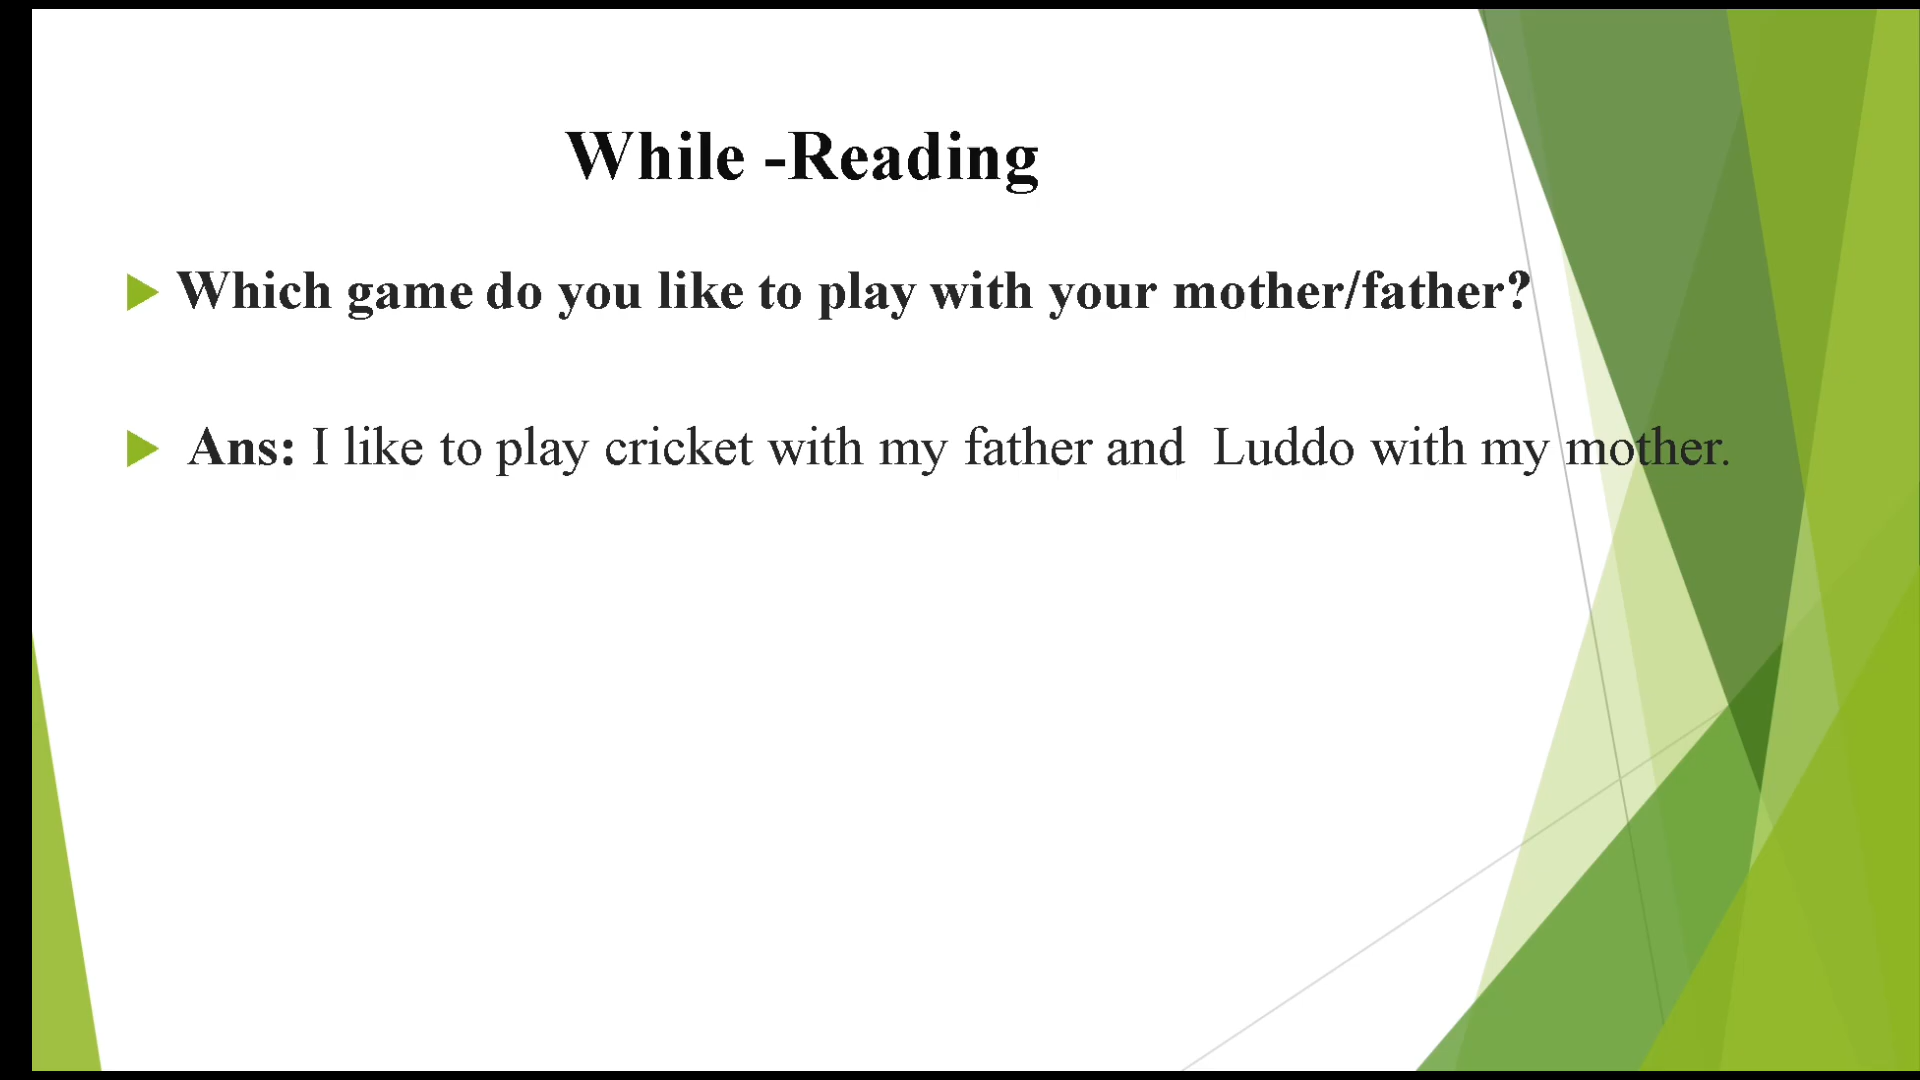 While -Reading
Which game do you like to play with your mother/father?
Ans: I like to play cricket with my father and  Luddo with my mother.